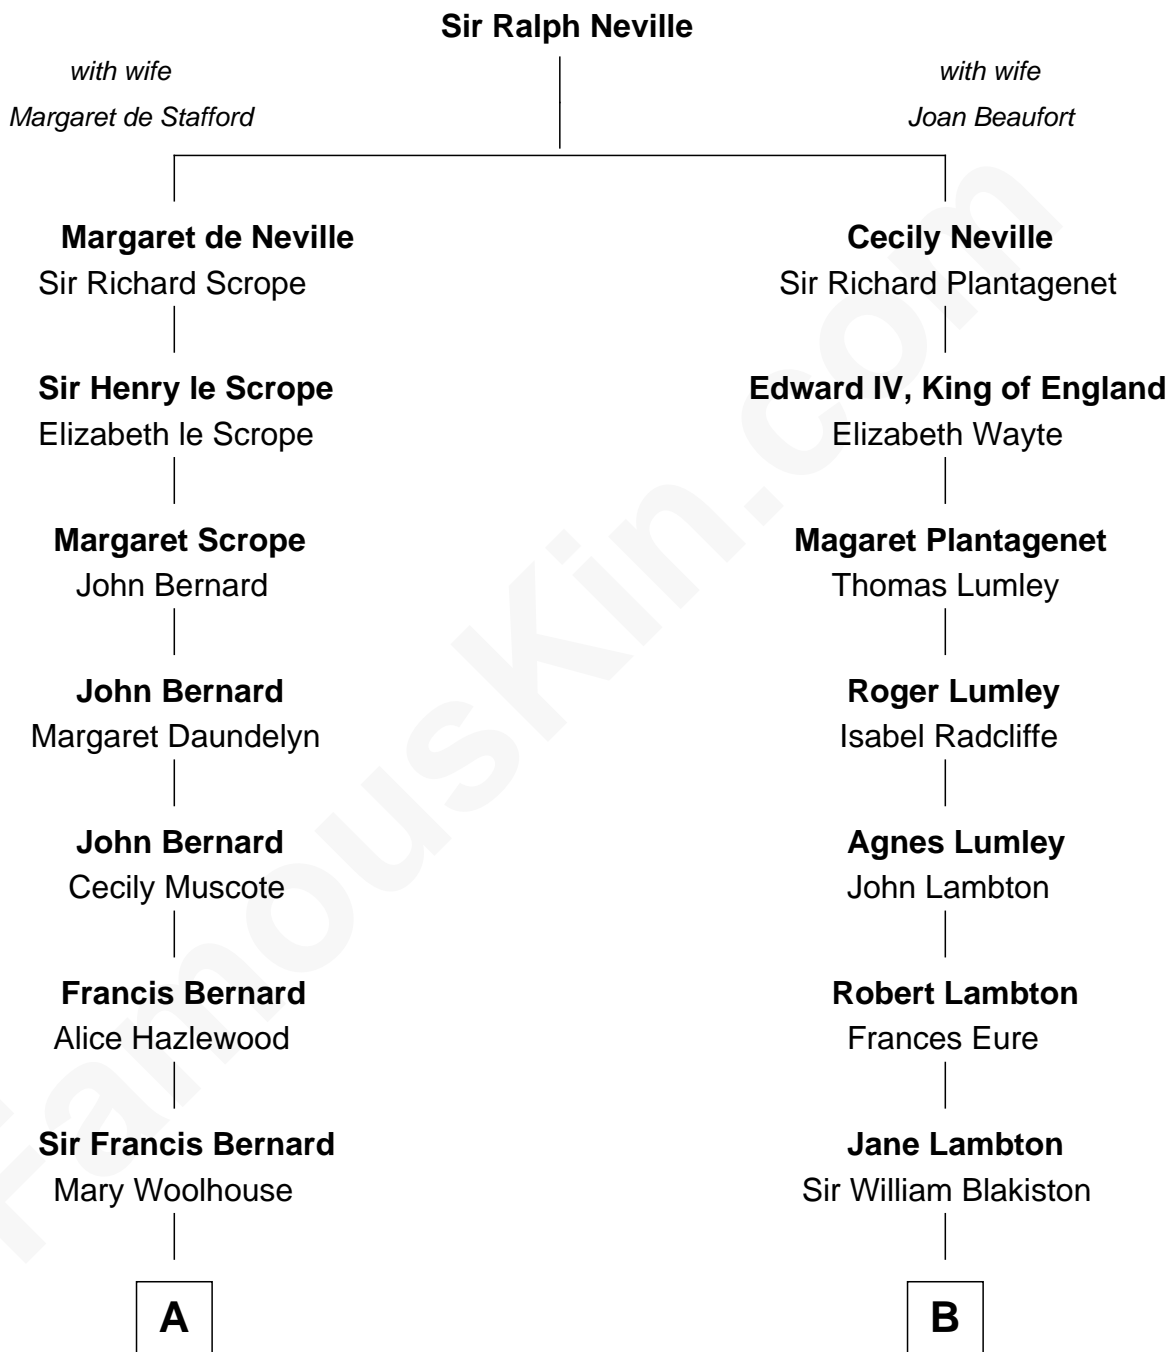 Sir Ralph Neville
with wife
Margaret de Stafford
with wife
Joan Beaufort
Margaret de Neville
Sir Richard Scrope
Cecily Neville
Sir Richard Plantagenet
Sir Henry le Scrope
Elizabeth le Scrope
Edward IV, King of England
Elizabeth Wayte
Margaret Scrope
John Bernard
Magaret Plantagenet
Thomas Lumley
John Bernard
Margaret Daundelyn
Roger Lumley
Isabel Radcliffe
John Bernard
Cecily Muscote
Agnes Lumley
John Lambton
Francis Bernard
Alice Hazlewood
Robert Lambton
Frances Eure
Sir Francis Bernard
Mary Woolhouse
Jane Lambton
Sir William Blakiston
A
B
FamousKin.com